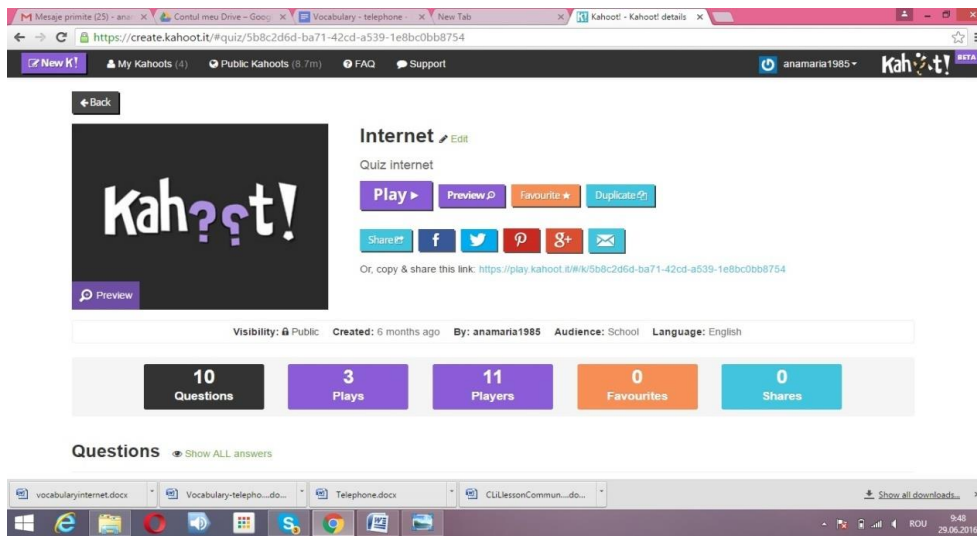 Mesaje primite (25) - ana
Contul meu Drive – Goog
Vocabulary - telephone -
New Tab
Kahoot! - Kahoot! details
https://create.kahoot.it/#quiz/5b8c2d6d-ba71-42cd-a539-1e8bc0bb8754
New K!
My Kahoots (4)
Public Kahoots (8.7m)
FAQ
Support
anamaria1985
Kahoot!
BETA
Back
Internet Edit
Quiz internet
Kahoot!
Play
Preview
Favourite
Duplicate
Share
f
g+
Or, copy & share this link: https://play.kahoot.it/#/k/5b8c2d6d-ba71-42cd-a539-1e8bc0bb8754
Preview
Visibility: Public Created: 6 months ago By: anamaria1985 Audience: School Language: English
10
Questions
3
Plays
11
Players
0
Favourites
0
Shares
Questions Show ALL answers
vocabularyinternet.docx
Vocabulary-telepho....do...
Telephone.docx
CLiLlessonCommun....do...
Show all downloads...
ROU
9:48
29.06.2016